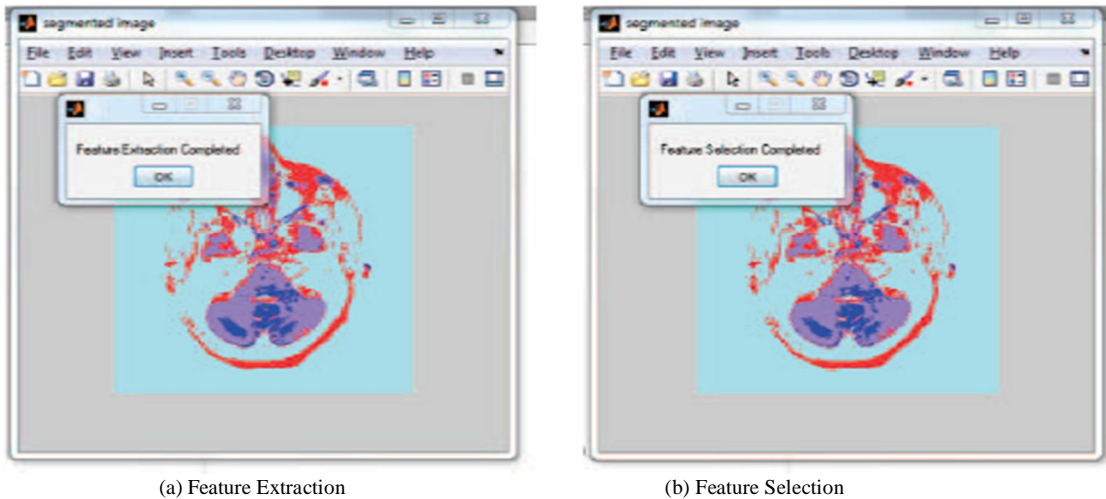 segmented image
File Edit View Insert Tools Desktop Window Help
Feature Extraction Completed
OK
(a) Feature Extraction
segmented image
File Edit View Insert Tools Desktop Window Help
Feature Selection Completed
OK
(b) Feature Selection